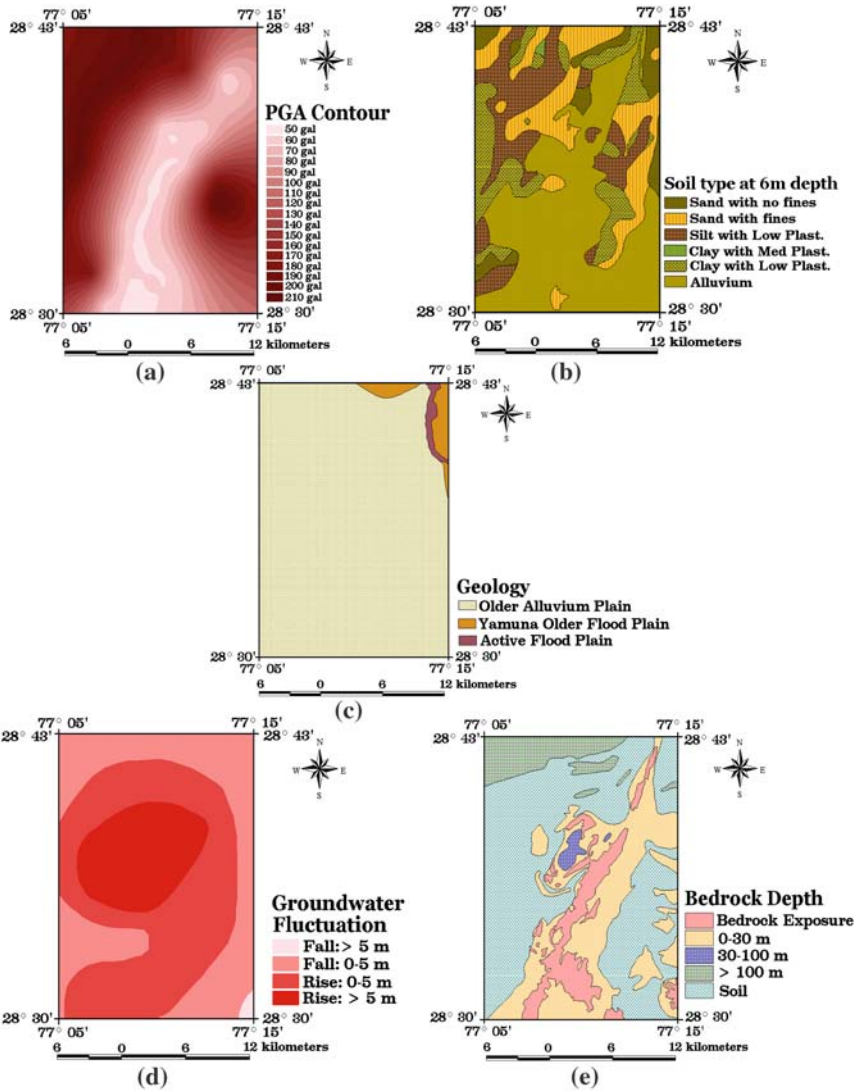 77° 05' 77° 15'
28° 43' 28° 43'
N
W E
S
PGA Contour
50 gal
60 gal
70 gal
80 gal
90 gal
100 gal
110 gal
120 gal
130 gal
140 gal
150 gal
160 gal
170 gal
180 gal
190 gal
200 gal
210 gal
28° 30' 28° 30'
77° 05' 77° 15'
6 0 6 12
kilometers
(a)
77° 05' 77° 15'
28° 43' 28° 43'
N
W E
S
Soil type at 6m depth
Sand with no fines
Sand with fines
Silt with Low Plast.
Clay with Med Plast.
Clay with Low Plast.
Alluvium
28° 30' 28° 30'
77° 05' 77° 15'
6 0 6 12
kilometers
(b)
77° 05' 77° 15'
28° 43' 28° 43'
N
W E
S
Geology
Older Alluvium Plain
Yamuna Older Flood Plain
Active Flood Plain
28° 30' 28° 30'
77° 05' 77° 15'
6 0 6 12 kilometers
(c)
77° 05' 77° 15'
28° 43' 28° 43'
N
W E
S
Groundwater
Fluctuation
Fall: > 5 m
Fall: 0-5 m
Rise: 0-5 m
Rise: > 5 m
28° 30' 28° 30'
77° 05' 77° 15'
6 0 6 12 kilometers
(d)
77° 05' 77° 15'
28° 43' 28° 43'
N
W E
S
Bedrock Depth
Bedrock Exposure
0-30 m
30-100 m
> 100 m
Soil
28° 30' 28° 30'
77° 05' 77° 15'
6 0 6 12 kilometers
(e)